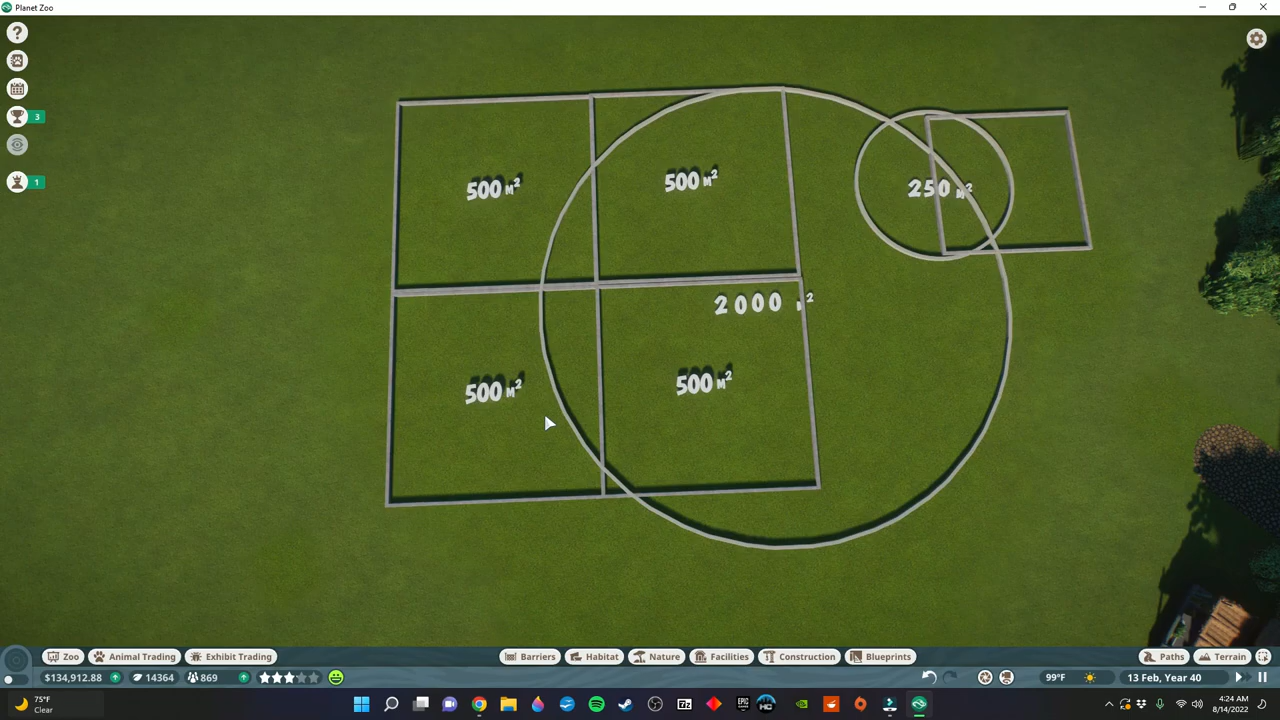 Planet Zoo
?
3
1
500 M²
500 M²
250 M²
2000 M²
500 M²
500 M²
Zoo
Animal Trading
Exhibit Trading
Barriers
Habitat
Nature
Facilities
Construction
Blueprints
Paths
Terrain
$134,912.88
14364
869
99°F
13 Feb, Year 40
75°F
Clear
EPIC
4:24 AM
8/14/2022